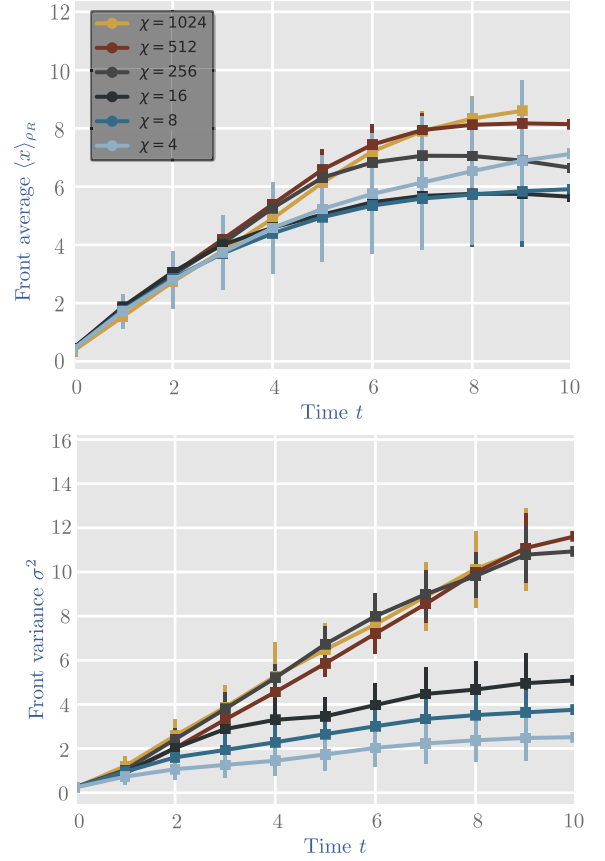 12
10
8
6
4
2
0
χ = 1024
χ = 512
χ = 256
χ = 16
χ = 8
χ = 4
Front average ⟨x⟩ρR
0 2 4 6 8 10
Time t
16
14
12
10
8
6
4
2
0
Front variance σ²
0 2 4 6 8 10
Time t